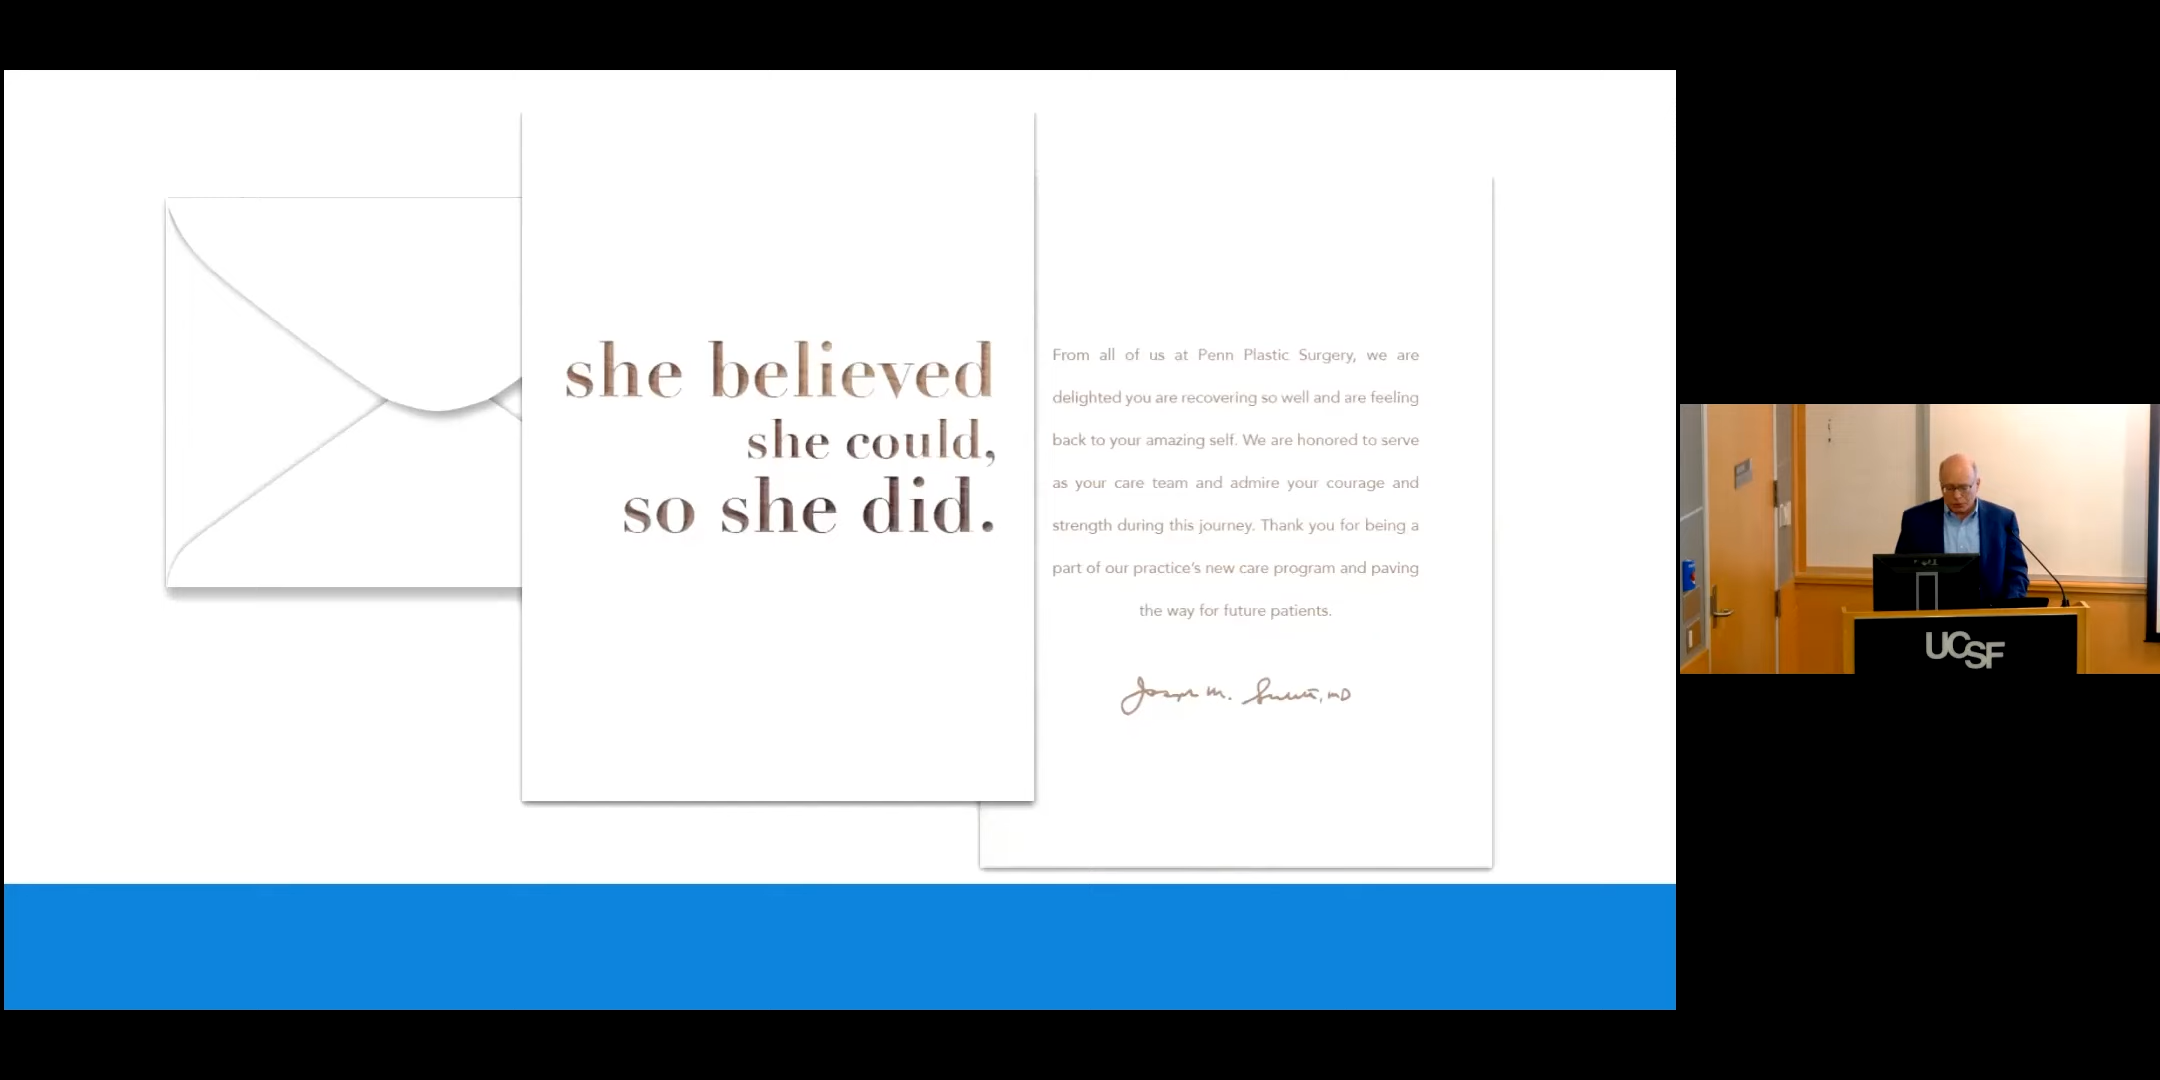 she believed
she could,
so she did.
From all of us at Penn Plastic Surgery, we are
delighted you are recovering so well and are feeling
back to your amazing self. We are honored to serve
as your care team and admire your courage and
strength during this journey. Thank you for being a
part of our practice's new care program and paving
the way for future patients.
Joseph M. 
UCSF